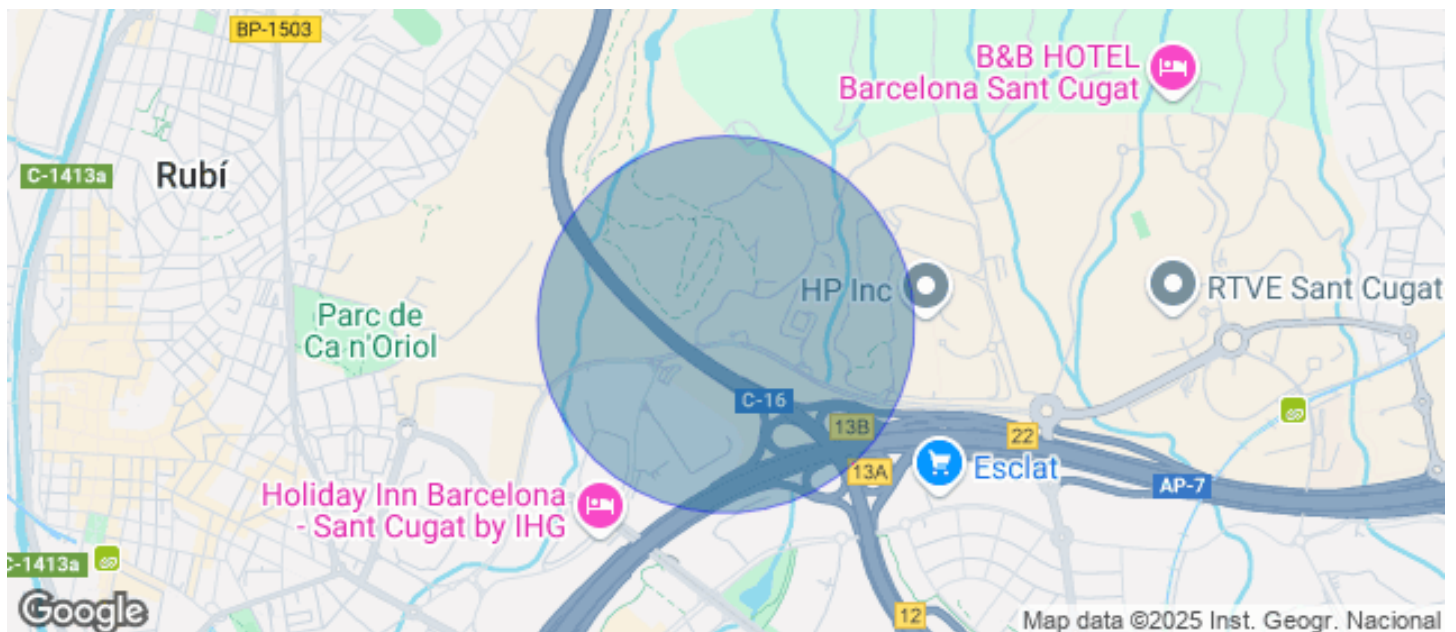 BP-1503
B&B HOTEL
Barcelona Sant Cugat
C-1413a
Rubí
HP Inc
RTVE Sant Cugat
Parc de
Ca n'Oriol
C-16
13B
22
13A
Esclat
AP-7
Holiday Inn Barcelona
- Sant Cugat by IHG
C-1413a
12
Google
Map data ©2025 Inst. Geogr. Nacional